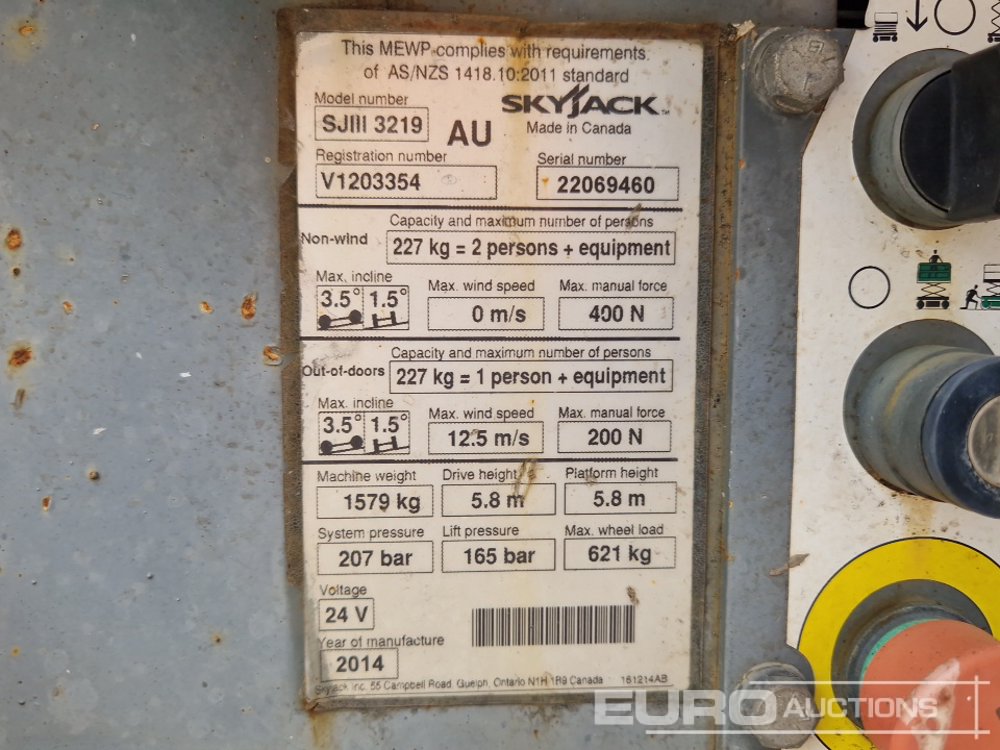 This MEWP complies with requirements
of AS/NZS 1418.10:2011 standard
Model number
SJIII 3219
AU
SKYJACK
Made in Canada
Registration number
V1203354
Serial number
22069460
Capacity and maximum number of persons
Non-wind
227 kg = 2 persons + equipment
Max. incline
3.5° 1.5°
Max. wind speed
0 m/s
Max. manual force
400 N
Capacity and maximum number of persons
Out-of-doors
227 kg = 1 person + equipment
Max. incline
3.5° 1.5°
Max. wind speed
12.5 m/s
Max. manual force
200 N
Machine weight
1579 kg
Drive height
5.8 m
Platform height
5.8 m
System pressure
207 bar
Lift pressure
165 bar
Max. wheel load
621 kg
Voltage
24 V
Year of manufacture
2014
Skyjack Inc. 55 Campbell Road, Guelph, Ontario N1H 1B9 Canada 161214AB
EURO AUCTIONS